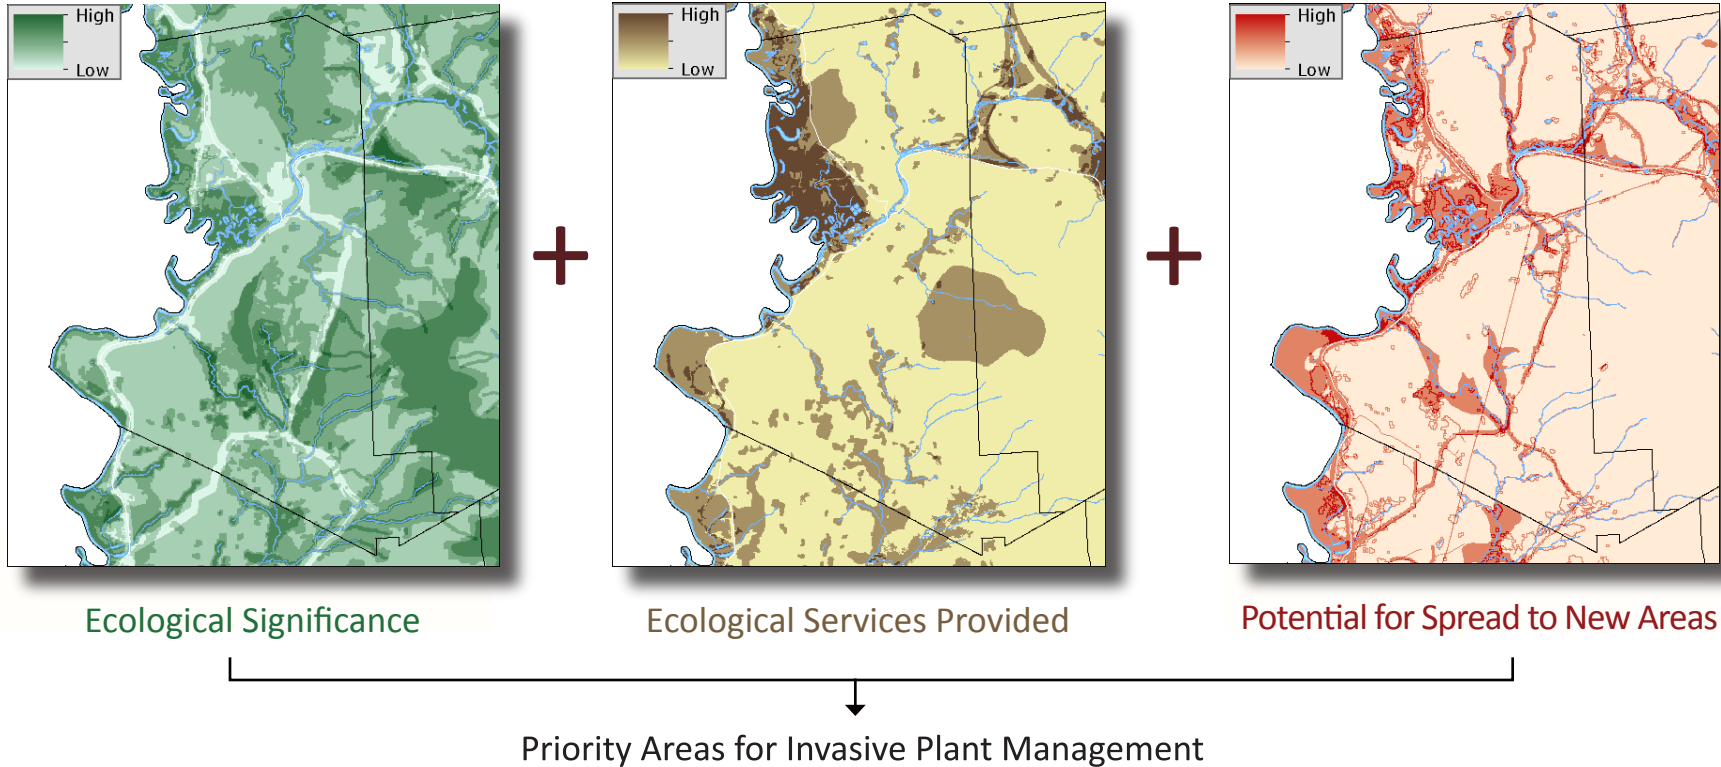 High
Low
High
Low
High
Low
+
+
Ecological Significance
Ecological Services Provided
Potential for Spread to New Areas
Priority Areas for Invasive Plant Management